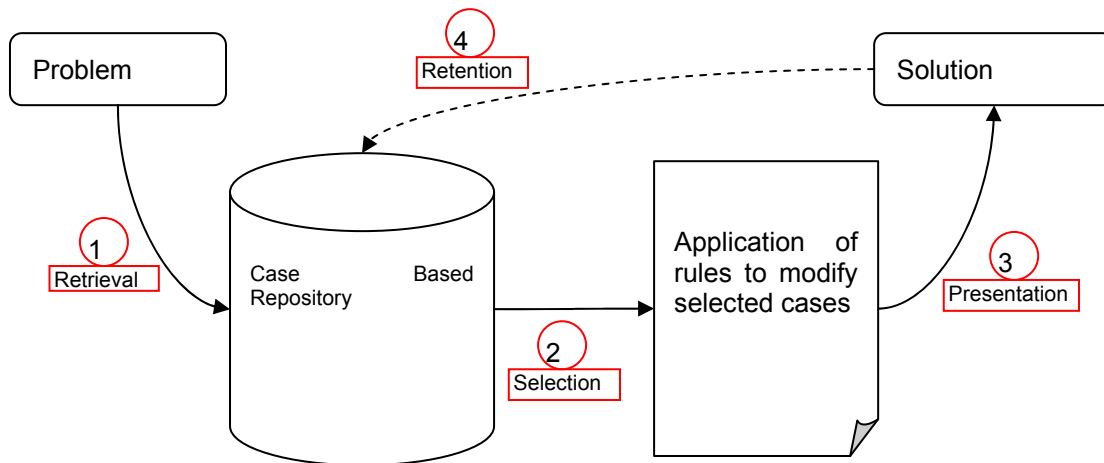 Problem
4
Retention
Solution
1
Retrieval
Case Based
Repository
2
Selection
Application of
rules to modify
selected cases
3
Presentation